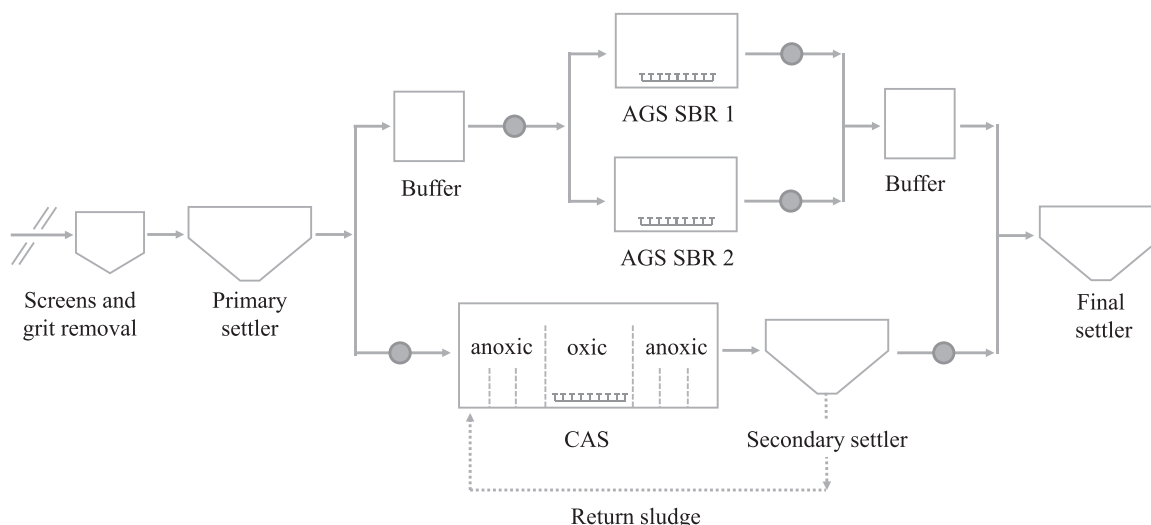 AGS SBR 1
Buffer
Buffer
AGS SBR 2
Screens and
grit removal
Primary
settler
Final
settler
anoxic
oxic
anoxic
CAS
Secondary settler
Return sludge